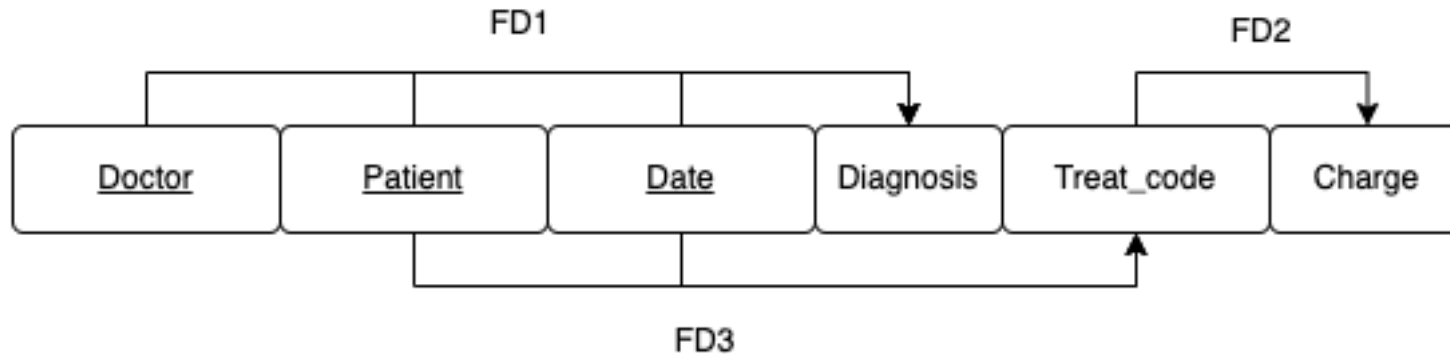 FD1
FD2
Doctor
Patient
Date
Diagnosis
Treat_code
Charge
FD3